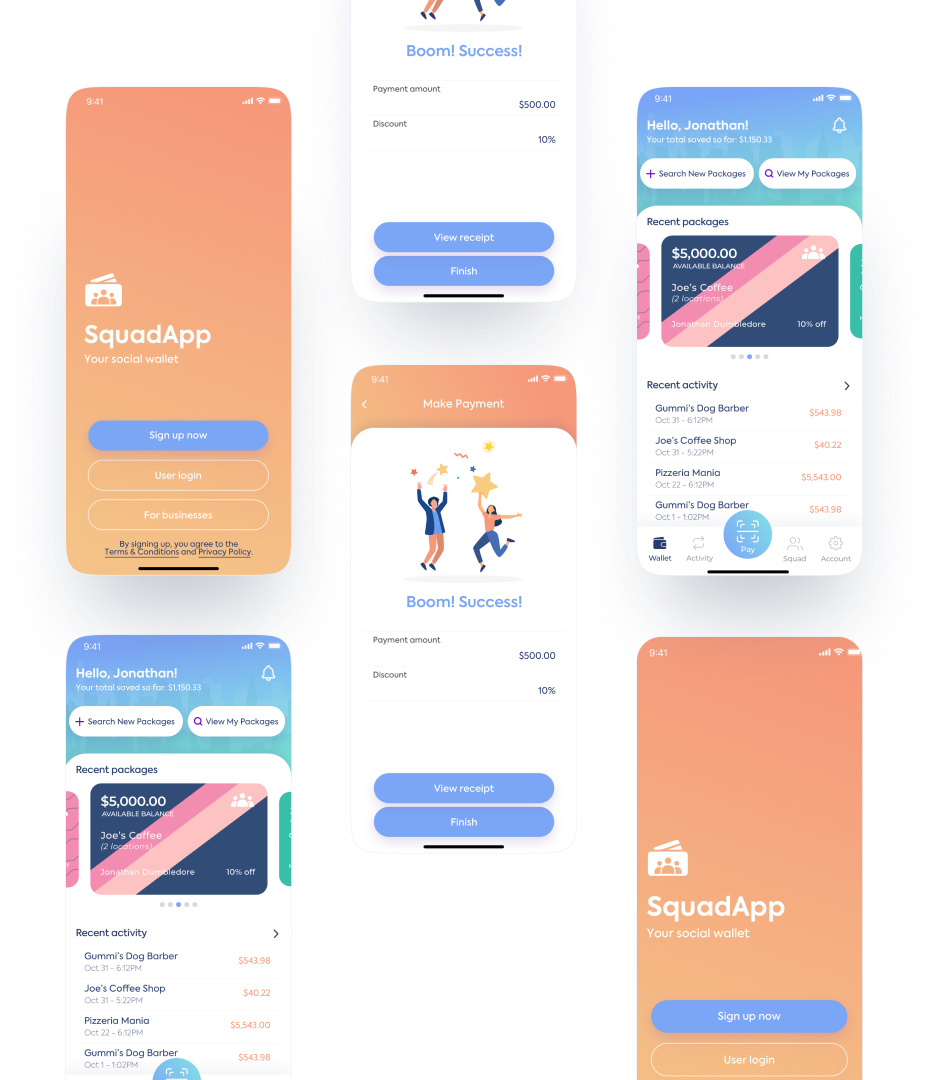 9:41
SquadApp
Your social wallet
Sign up now
User login
For businesses
By signing up, you agree to the
Terms & Conditions and Privacy Policy.
9:41
Hello, Jonathan!
Your total saved so far: $1,150.33
Search New Packages
View My Packages
Recent packages
$5,000.00
AVAILABLE BALANCE
Joe's Coffee
(2 locations)
Jonathan Dumbledore
10% off
Recent activity
Gummi's Dog Barber
$543.98
Oct 31 - 6:12PM
Joe's Coffee Shop
$40.22
Oct 31 - 5:22PM
Pizzeria Mania
$5,543.00
Oct 22 - 6:12PM
Gummi's Dog Barber
$543.98
Oct 1 - 1:02PM
Boom! Success!
Payment amount
$500.00
Discount
10%
View receipt
Finish
9:41
Make Payment
Boom! Success!
Payment amount
$500.00
Discount
10%
View receipt
Finish
9:41
Hello, Jonathan!
Your total saved so far: $1,150.33
Search New Packages
View My Packages
Recent packages
$5,000.00
AVAILABLE BALANCE
Joe's Coffee
(2 locations)
Jonathan Dumbledore
10% off
Recent activity
Gummi's Dog Barber
$543.98
Oct 31 - 6:12PM
Joe's Coffee Shop
$40.22
Oct 31 - 5:22PM
Pizzeria Mania
$5,543.00
Oct 22 - 6:12PM
Gummi's Dog Barber
$543.98
Oct 1 - 1:02PM
Wallet
Activity
Pay
Squad
Account
9:41
SquadApp
Your social wallet
Sign up now
User login